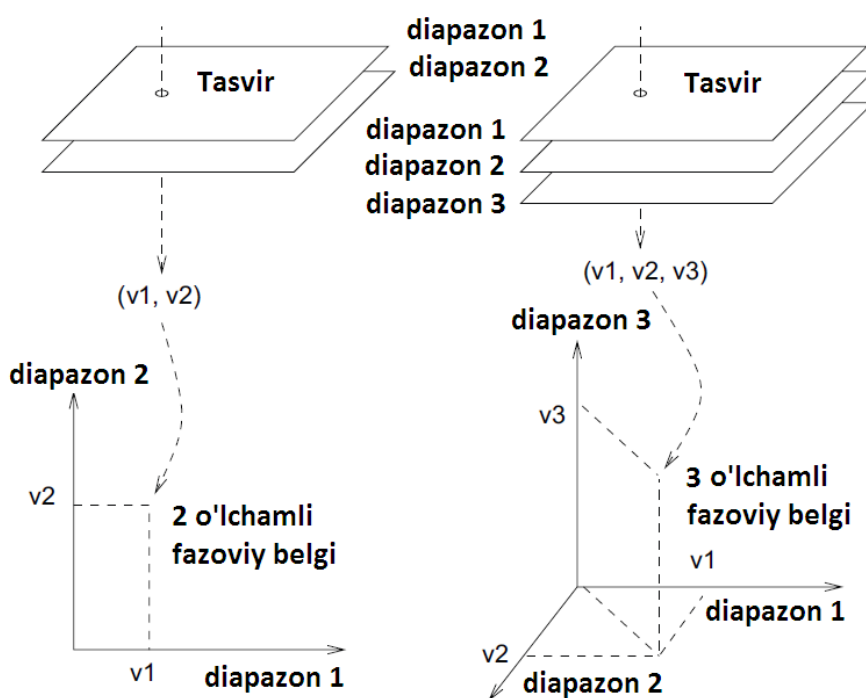 diapazon 1
diapazon 2
Tasvir
(v1, v2)
diapazon 2
v2
2 o'lchamli
fazoviy belgi
v1
diapazon 1
Tasvir
diapazon 1
diapazon 2
diapazon 3
(v1, v2, v3)
diapazon 3
v3
3 o'lchamli
fazoviy belgi
v1
diapazon 1
v2
diapazon 2